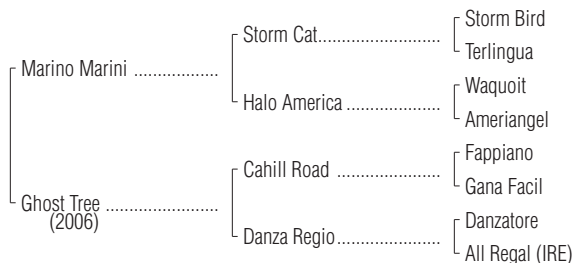 Storm Bird
Storm Cat..........................
Terlingua
Marino Marini ..................
Waquoit
Halo America ....................
Ameriangel
Fappiano
Cahill Road ......................
Gana Facil
Ghost Tree ........................
(2006)
Danzatore
Danza Regio......................
All Regal (IRE)